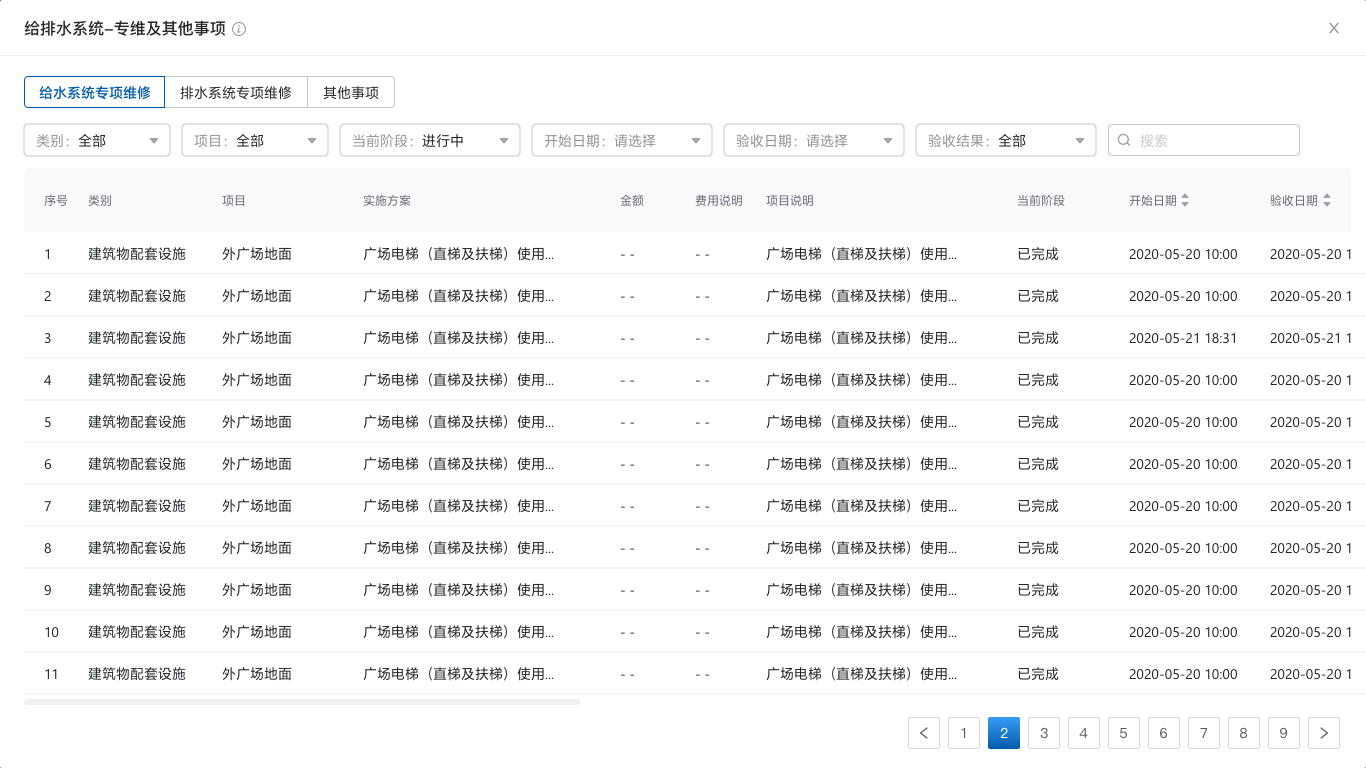 给排水系统-专维及其他事项
给水系统专项维修 排水系统专项维修 其他事项
类别: 全部 项目: 全部 当前阶段: 进行中 开始日期: 请选择 验收日期: 请选择 验收结果: 全部 搜索
序号 类别 项目 实施方案 金额 费用说明 项目说明 当前阶段 开始日期 验收日期
1 建筑物配套设施 外广场地面 广场电梯（直梯及扶梯）使用... - - - - 广场电梯（直梯及扶梯）使用... 已完成 2020-05-20 10:00 2020-05-20 1
2 建筑物配套设施 外广场地面 广场电梯（直梯及扶梯）使用... - - - - 广场电梯（直梯及扶梯）使用... 已完成 2020-05-20 10:00 2020-05-20 1
3 建筑物配套设施 外广场地面 广场电梯（直梯及扶梯）使用... - - - - 广场电梯（直梯及扶梯）使用... 已完成 2020-05-21 18:31 2020-05-21 1
4 建筑物配套设施 外广场地面 广场电梯（直梯及扶梯）使用... - - - - 广场电梯（直梯及扶梯）使用... 已完成 2020-05-20 10:00 2020-05-20 1
5 建筑物配套设施 外广场地面 广场电梯（直梯及扶梯）使用... - - - - 广场电梯（直梯及扶梯）使用... 已完成 2020-05-20 10:00 2020-05-20 1
6 建筑物配套设施 外广场地面 广场电梯（直梯及扶梯）使用... - - - - 广场电梯（直梯及扶梯）使用... 已完成 2020-05-20 10:00 2020-05-20 1
7 建筑物配套设施 外广场地面 广场电梯（直梯及扶梯）使用... - - - - 广场电梯（直梯及扶梯）使用... 已完成 2020-05-20 10:00 2020-05-20 1
8 建筑物配套设施 外广场地面 广场电梯（直梯及扶梯）使用... - - - - 广场电梯（直梯及扶梯）使用... 已完成 2020-05-20 10:00 2020-05-20 1
9 建筑物配套设施 外广场地面 广场电梯（直梯及扶梯）使用... - - - - 广场电梯（直梯及扶梯）使用... 已完成 2020-05-20 10:00 2020-05-20 1
10 建筑物配套设施 外广场地面 广场电梯（直梯及扶梯）使用... - - - - 广场电梯（直梯及扶梯）使用... 已完成 2020-05-20 10:00 2020-05-20 1
11 建筑物配套设施 外广场地面 广场电梯（直梯及扶梯）使用... - - - - 广场电梯（直梯及扶梯）使用... 已完成 2020-05-20 10:00 2020-05-20 1
1 2 3 4 5 6 7 8 9